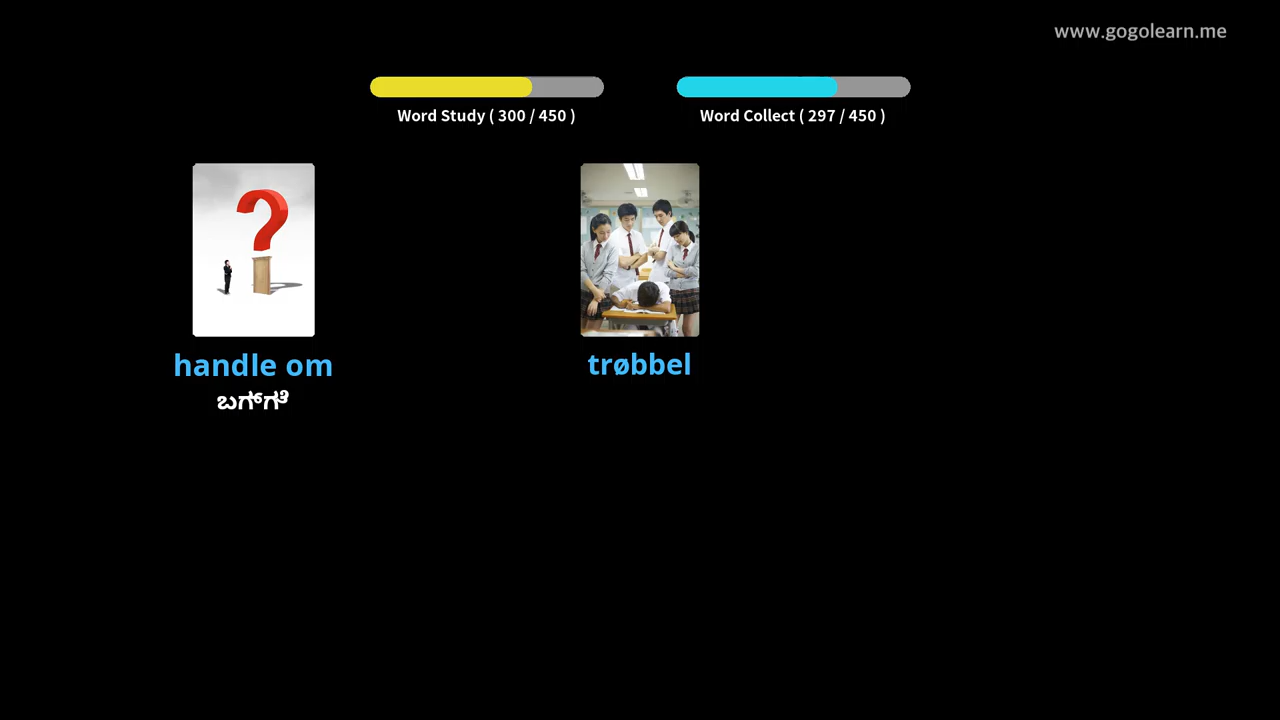 www.gogolearn.me
Word Study ( 300 / 450 )
Word Collect ( 297 / 450 )
handle om
ಬಗ್‌ಗೆ
trøbbel